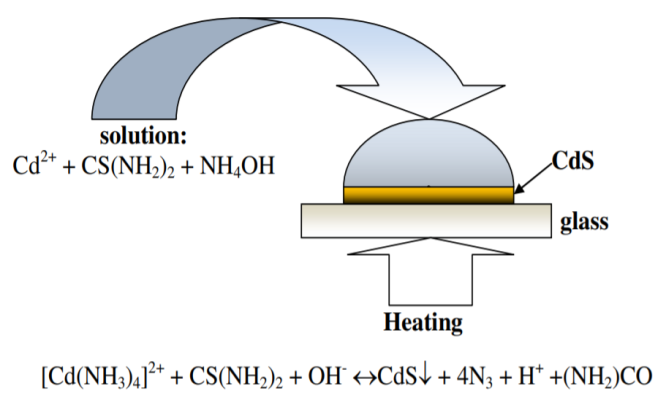 solution:
Cd²⁺ + CS(NH₂)₂ + NH₄OH
CdS
glass
Heating
[Cd(NH₃)₄]²⁺ + CS(NH₂)₂ + OH⁻ ↔CdS↓ + 4N₃ + H⁺ +(NH₂)CO